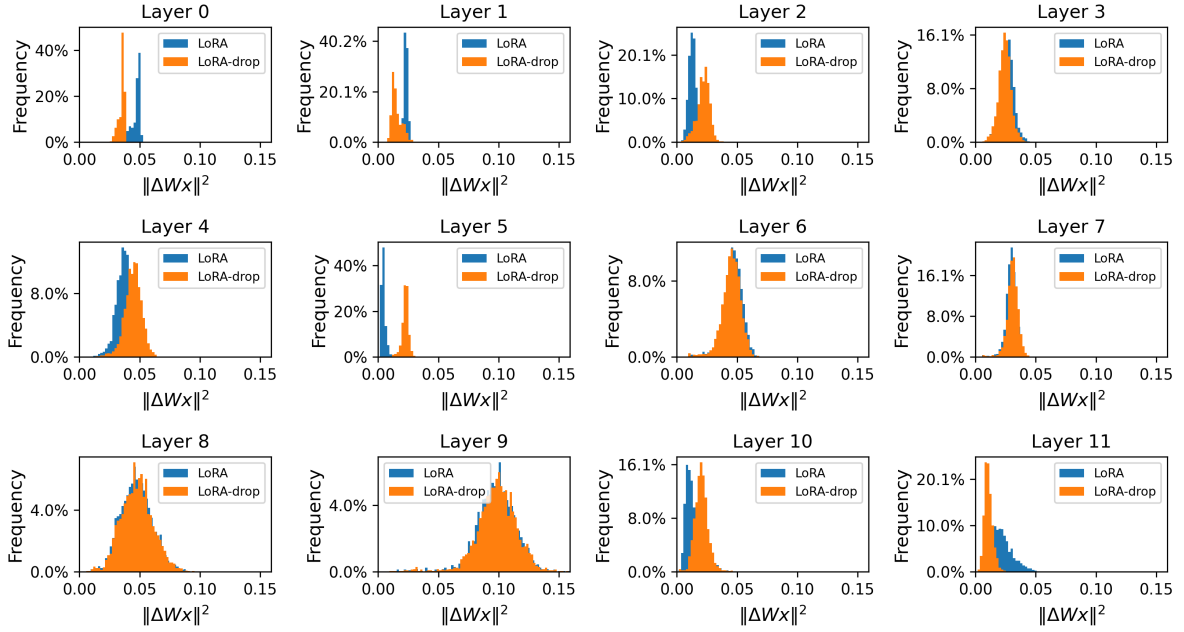 Layer 0
Frequency
40%
20%
0%
LoRA
LoRA-drop
0.00 0.05 0.10 0.15
‖ΔWx‖²
Layer 1
Frequency
40.2%
20.1%
0.0%
LoRA
LoRA-drop
0.00 0.05 0.10 0.15
‖ΔWx‖²
Layer 2
Frequency
20.1%
10.0%
0.0%
LoRA
LoRA-drop
0.00 0.05 0.10 0.15
‖ΔWx‖²
Layer 3
Frequency
16.1%
8.0%
0.0%
LoRA
LoRA-drop
0.00 0.05 0.10 0.15
‖ΔWx‖²
Layer 4
Frequency
8.0%
0.0%
LoRA
LoRA-drop
0.00 0.05 0.10 0.15
‖ΔWx‖²
Layer 5
Frequency
40%
20%
0%
LoRA
LoRA-drop
0.00 0.05 0.10 0.15
‖ΔWx‖²
Layer 6
Frequency
8.0%
0.0%
LoRA
LoRA-drop
0.00 0.05 0.10 0.15
‖ΔWx‖²
Layer 7
Frequency
16.1%
8.0%
0.0%
LoRA
LoRA-drop
0.00 0.05 0.10 0.15
‖ΔWx‖²
Layer 8
Frequency
4.0%
0.0%
LoRA
LoRA-drop
0.00 0.05 0.10 0.15
‖ΔWx‖²
Layer 9
Frequency
4.0%
0.0%
LoRA
LoRA-drop
0.00 0.05 0.10 0.15
‖ΔWx‖²
Layer 10
Frequency
16.1%
8.0%
0.0%
LoRA
LoRA-drop
0.00 0.05 0.10 0.15
‖ΔWx‖²
Layer 11
Frequency
20.1%
10.0%
0.0%
LoRA
LoRA-drop
0.00 0.05 0.10 0.15
‖ΔWx‖²